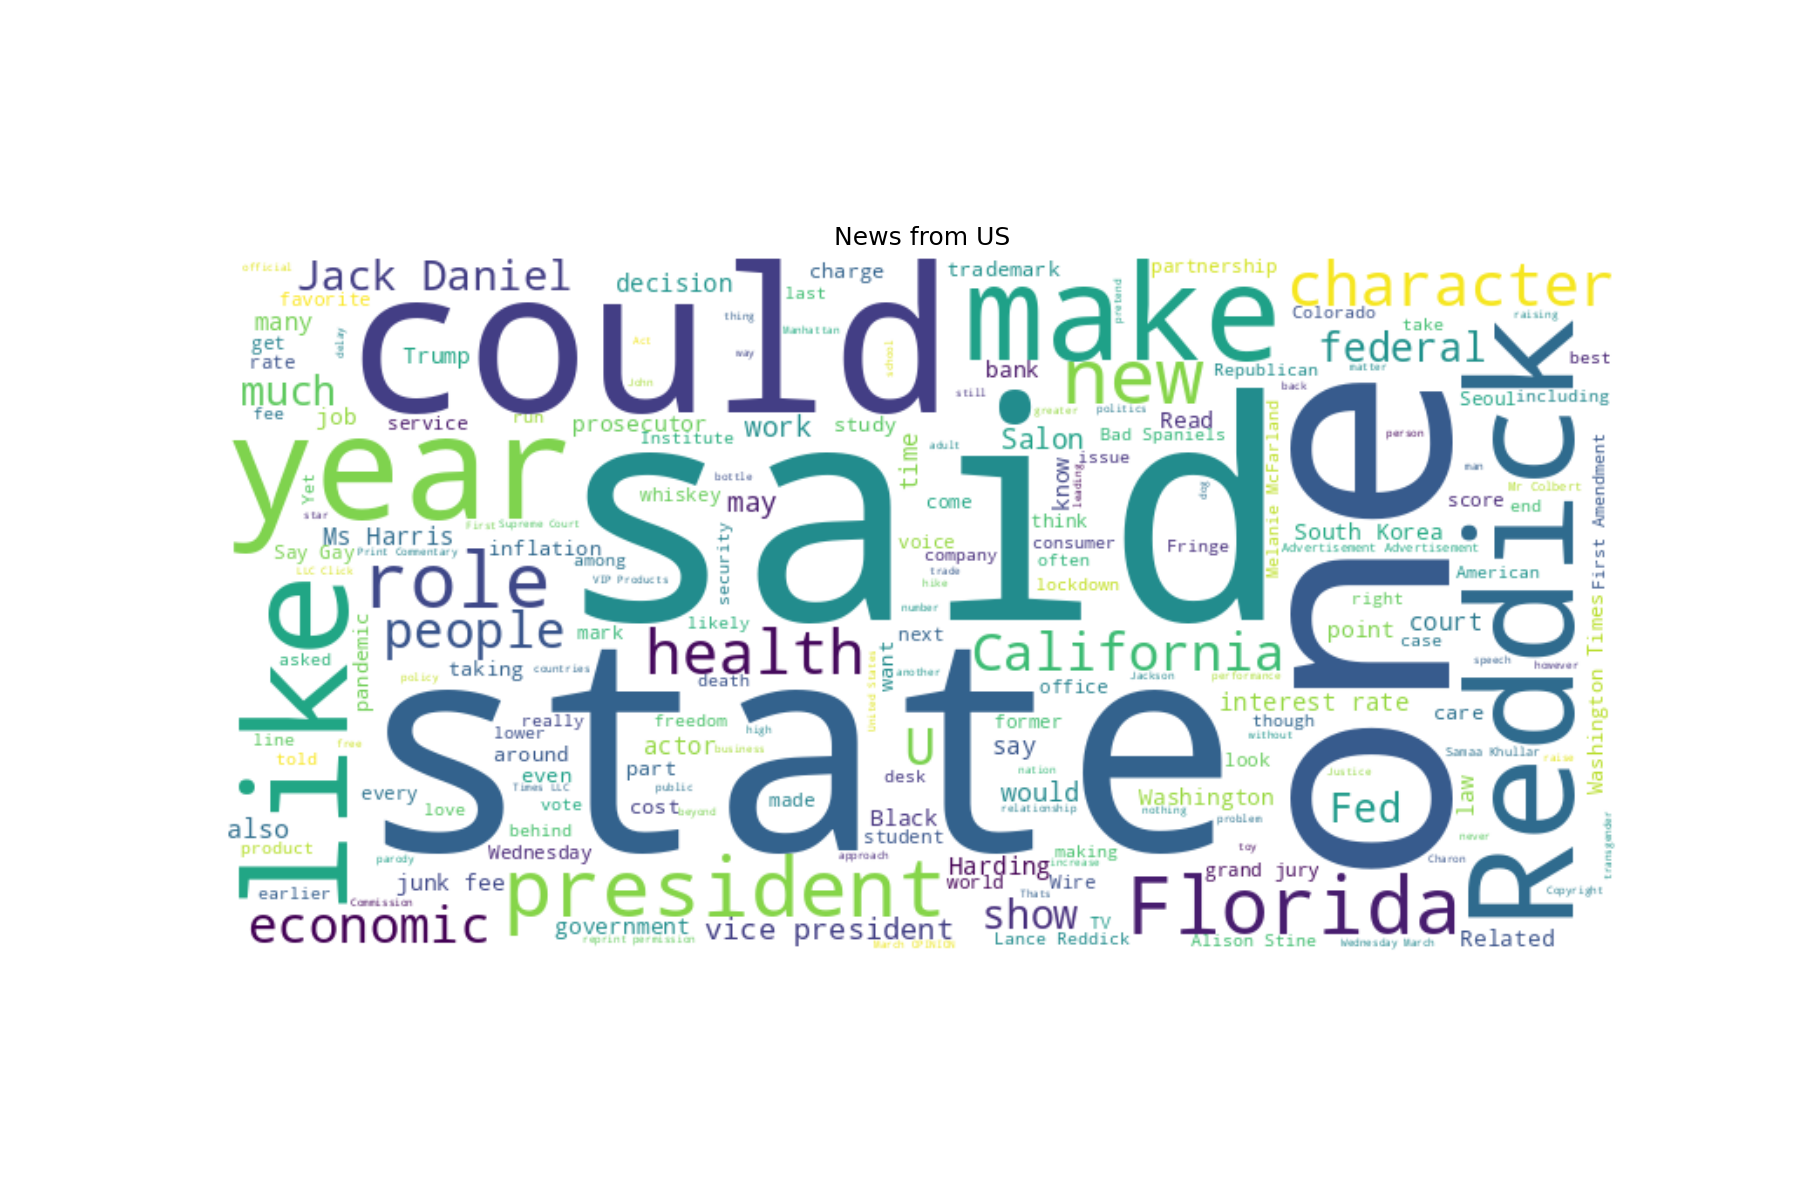 News from US
official
Jack Daniel
could
decision
charge
trademark
make
pretend
partnership
character
favorite
last
many
delay
thing
Manhattan
Colorado
raising
get
Trump
Act
way
school
take
federal
Reddick
rate
John
bank
new
Republican
matter
best
much
still
back
Seoul
including
fee
job
service
run
prosecutor
Institute
work
study
greater
politics
Read
one
person
year
said
Salon
Bad Spaniels
Melanie McFarland
time
adult
issue
know
leading
man
First Amendment
Yet
bottle
dog
score
Mr Colbert
star
whiskey
may
come
end
First
Supreme Court
think
South Korea
Ms Harris
Say Gay
Print Commentary
inflation
security
voice
consumer
Fringe
Advertisement Advertisement
among
company
often
LLC Click
role
VIP Products
trade
hike
lockdown
American
like
number
right
Washington Times
pandemic
people
mark
likely
next
point
court
case
asked
health
California
want
taking
countries
United States
another
speech
however
policy
death
state
office
Jackson
performance
interest rate
care
line
free
really
lower
freedom
high
former
though
without
told
around
actor
business
U
say
look
Samaa Khullar
raise
even
part
desk
nation
Justice
Times LLC
public
every
love
vote
cost
beyond
made
would
relationship
Washington
nothing
Fed
law
also
behind
Black
problem
never
product
student
transgender
parody
Wednesday
approach
making
toy
Charon
earlier
junk fee
president
Harding
increase
grand jury
world
Wire
Copyright
Commission
Thats
economic
government
vice president
show
TV
Florida
reprint permission
March OPINION
Lance Reddick
Alison Stine
Wednesday March
Related